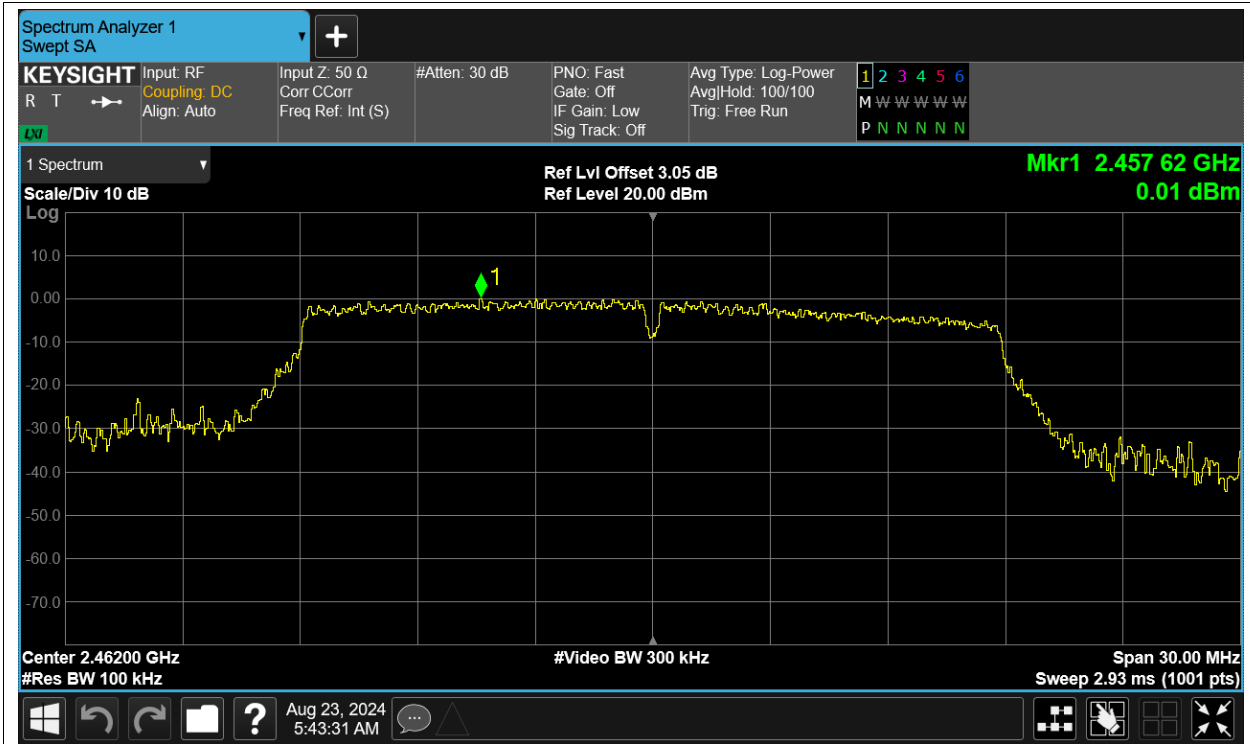 Spectrum Analyzer 1
Swept SA
KEYSIGHT
R T
LXI
Input: RF
Coupling: DC
Align: Auto
Input Z: 50 Ω
Corr CCorr
Freq Ref: Int (S)
#Atten: 30 dB
PNO: Fast
Gate: Off
IF Gain: Low
Sig Track: Off
Avg Type: Log-Power
Avg|Hold: 100/100
Trig: Free Run
1 2 3 4 5 6
M W W W W W
P N N N N N
1 Spectrum
Scale/Div 10 dB
Log
Ref Lvl Offset 3.05 dB
Ref Level 20.00 dBm
Mkr1 2.457 62 GHz
0.01 dBm
10.0
0.00
-10.0
-20.0
-30.0
-40.0
-50.0
-60.0
-70.0
1
Center 2.46200 GHz
#Res BW 100 kHz
#Video BW 300 kHz
Span 30.00 MHz
Sweep 2.93 ms (1001 pts)
?
Aug 23, 2024
5:43:31 AM